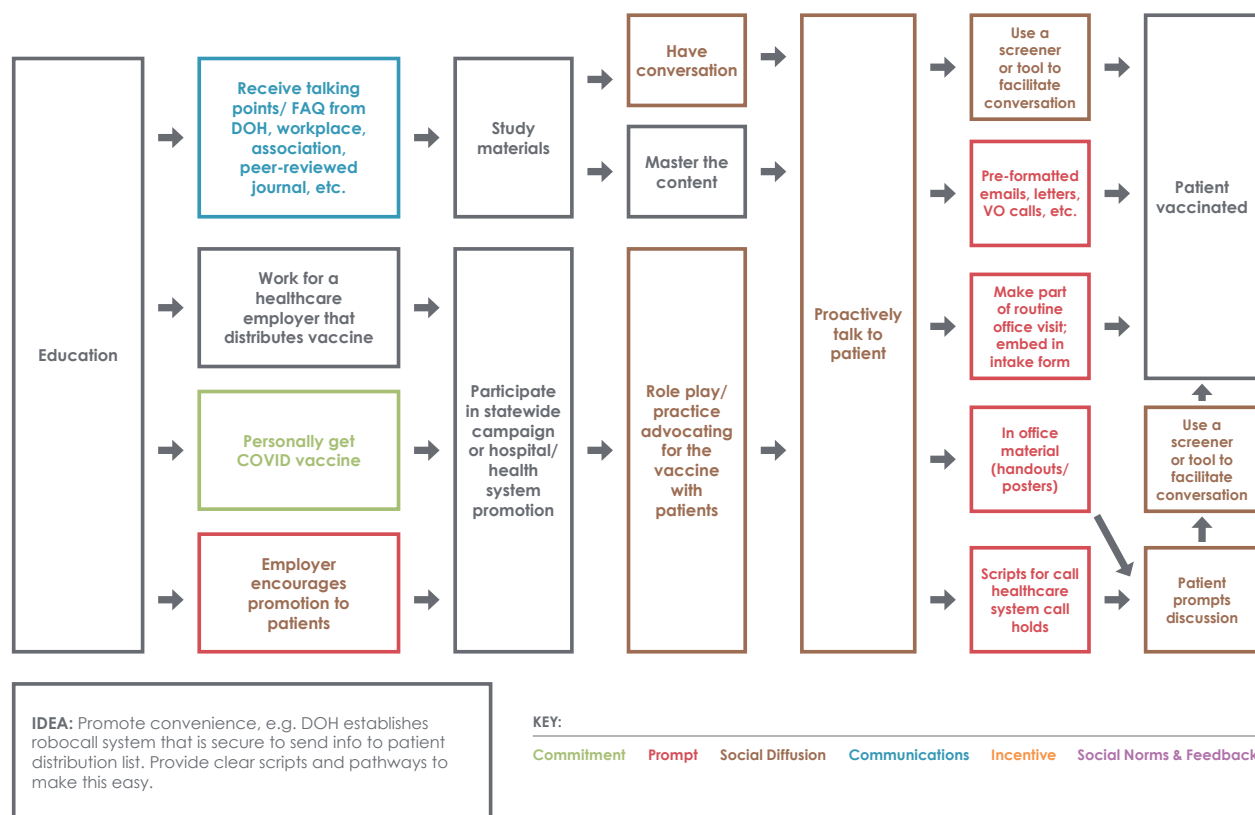 Education
Receive talking
points/ FAQ from
DOH, workplace,
association,
peer-reviewed
journal, etc.
Work for a
healthcare
employer that
distributes vaccine
Personally get
COVID vaccine
Employer
encourages
promotion to
patients
Study
materials
Participate
in statewide
campaign
or hospital/
health
system
promotion
Have
conversation
Master the
content
Role play/
practice
advocating
for the
vaccine
with
patients
Proactively
talk to
patient
Use a
screener
or tool to
facilitate
conversation
Pre-formatted
emails, letters,
VO calls, etc.
Make part
of routine
office visit;
embed in
intake form
In office
material
(handouts/
posters)
Scripts for call
healthcare
system call
holds
Patient
vaccinated
Use a
screener
or tool to
facilitate
conversation
Patient
prompts
discussion
IDEA: Promote convenience, e.g. DOH establishes
robocall system that is secure to send info to patient
distribution list. Provide clear scripts and pathways to
make this easy.
KEY:
Commitment Prompt Social Diffusion Communications Incentive Social Norms & Feedback